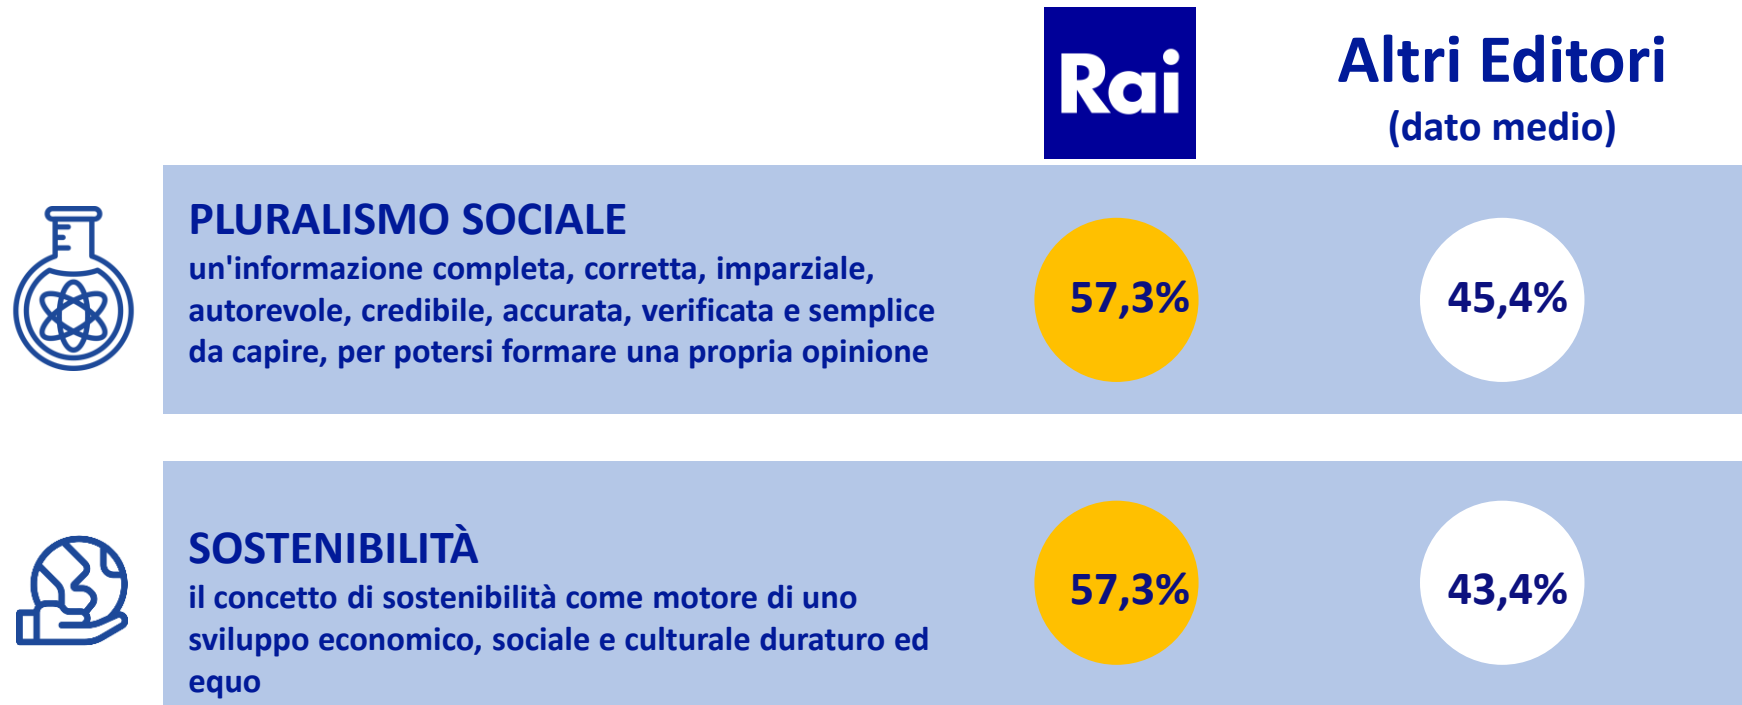 Rai
Altri Editori
(dato medio)
PLURALISMO SOCIALE
un'informazione completa, corretta, imparziale,
autorevole, credibile, accurata, verificata e semplice
da capire, per potersi formare una propria opinione
57,3%
45,4%
SOSTENIBILITÀ
il concetto di sostenibilità come motore di uno
sviluppo economico, sociale e culturale duraturo ed
equo
57,3%
43,4%